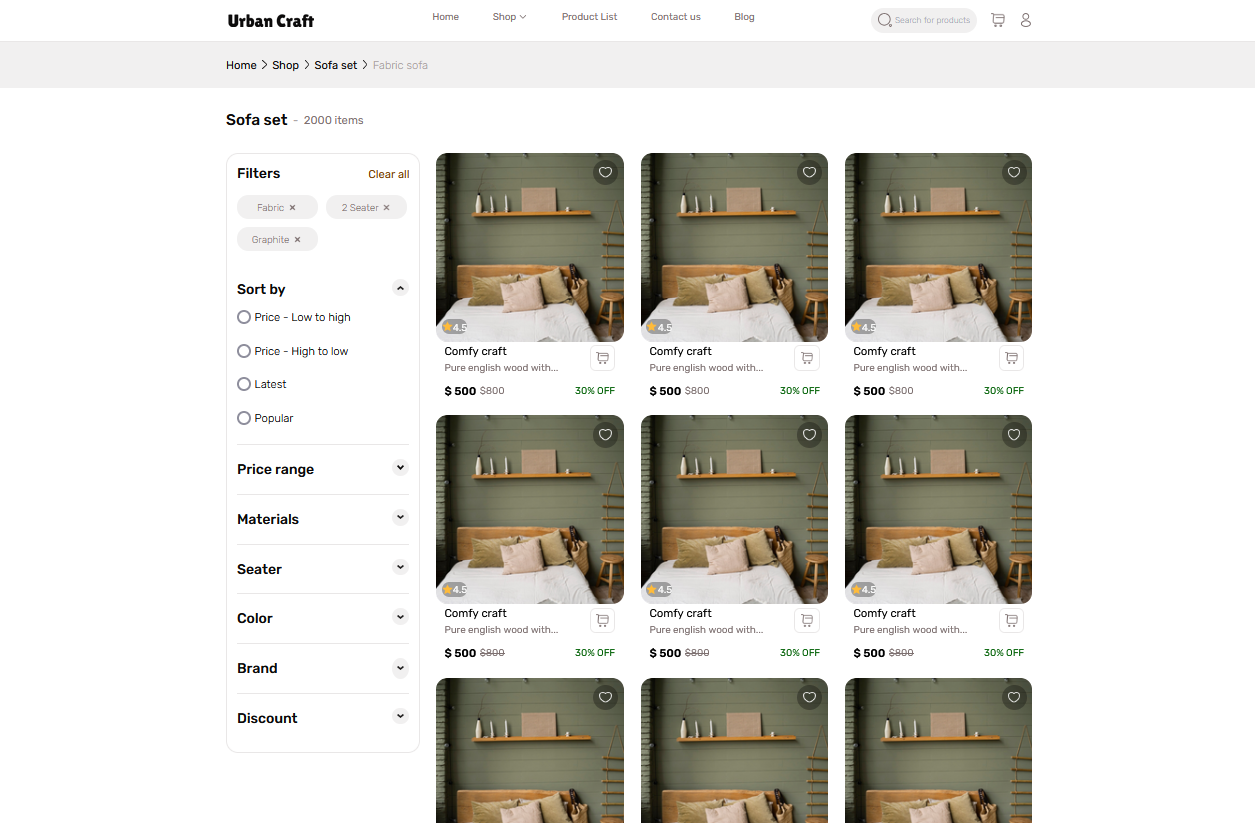 Urban Craft
Home Shop Product List Contact us Blog
Search for products
Home > Shop > Sofa set > Fabric sofa
Sofa set - 2000 items
Filters Clear all
Fabric × 2 Seater ×
Graphite ×
Sort by
Price - Low to high
Price - High to low
Latest
Popular
Price range
Materials
Seater
Color
Brand
Discount
4.5 4.5 4.5
Comfy craft Comfy craft Comfy craft
Pure english wood with... Pure english wood with... Pure english wood with...
$ 500 $800 30% OFF $ 500 $800 30% OFF $ 500 $800 30% OFF
4.5 4.5 4.5
Comfy craft Comfy craft Comfy craft
Pure english wood with... Pure english wood with... Pure english wood with...
$ 500 $800 30% OFF $ 500 $800 30% OFF $ 500 $800 30% OFF